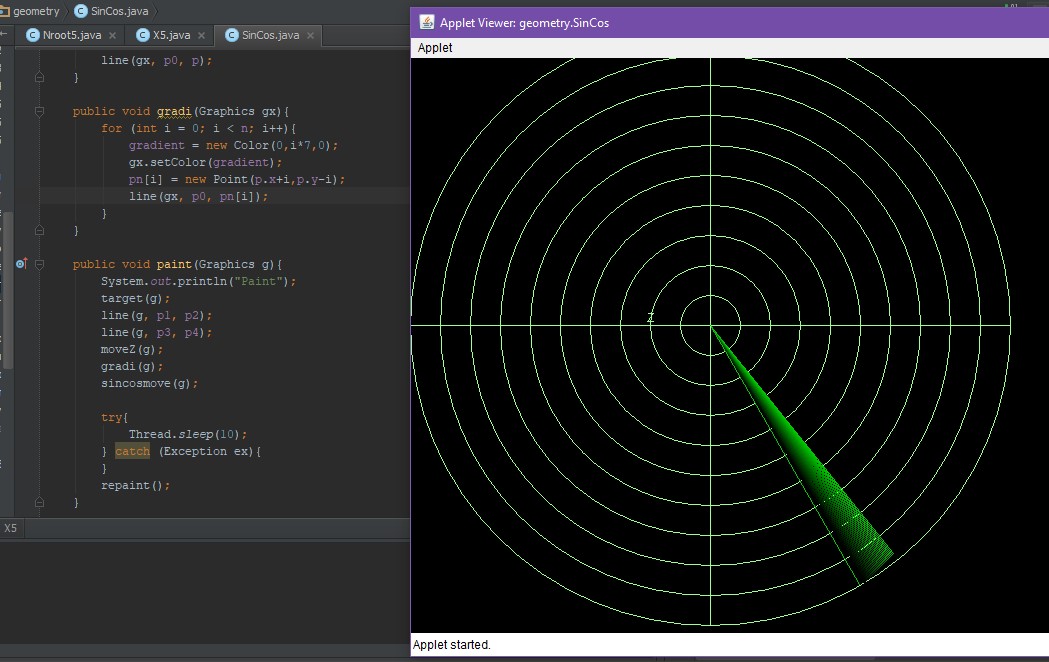 geometry SinCos.java
Nroot5.java X5.java SinCos.java
line(gx, p0, p);
}
public void gradi(Graphics gx){
for (int i = 0; i < n; i++){
gradient = new Color(0,i*7,0);
gx.setColor(gradient);
pn[i] = new Point(p.x+i,p.y-i);
line(gx, p0, pn[i]);
}
}
public void paint(Graphics g){
System.out.println("Paint");
target(g);
line(g, p1, p2);
line(g, p3, p4);
moveZ(g);
gradi(g);
sincosmove(g);
try{
Thread.sleep(10);
} catch (Exception ex){
}
repaint();
}
X5
Applet Viewer: geometry.SinCos
Applet
Z
Applet started.